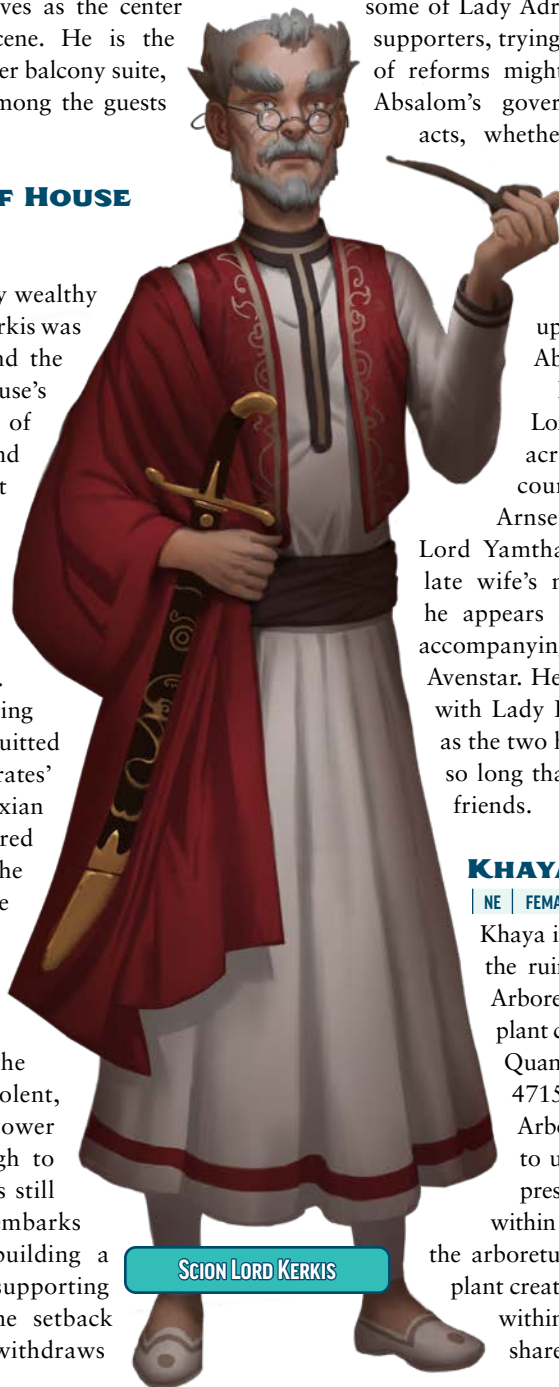 ves as the center
cene. He is the
er balcony suite,
mong the guests
F HOUSE
y wealthy
rkis was
nd the
use's
of
nd
t
.
ing
uitted
rates'
xian
red
he
e
he
olent,
ower
gh to
s still
embarks
building a
supporting
ne setback
withdraws
SCION LORD KERKIS
some of Lady Adr
supporters, trying
of reforms might
Absalom's gover
acts, whethe
up
Ab
Lo
acr
cour
Arnse
Lord Yamtha
late wife's n
he appears
accompanyin
Avenstar. He
with Lady
as the two h
so long tha
friends.
KHAYA
NE FEMA
Khaya i
the ruin
Arbore
plant c
Quan
4715
Arbo
to u
pres
within
the arboretu
plant creat
within
share